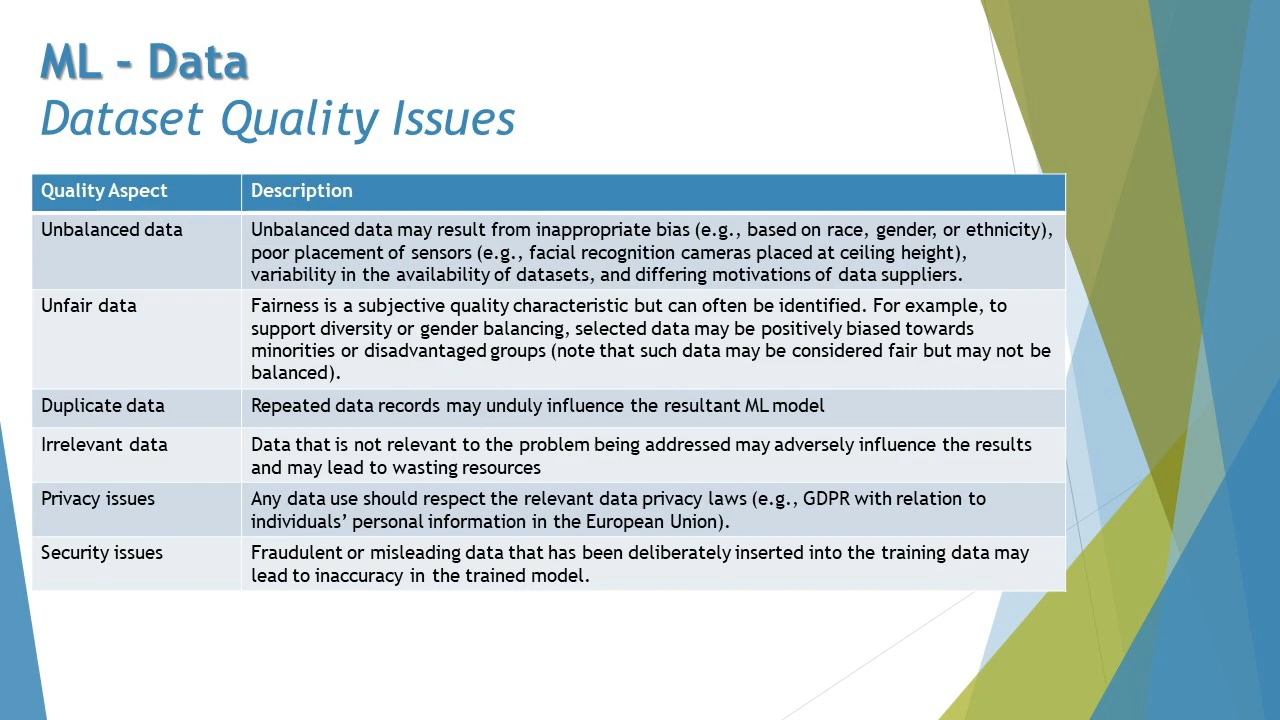 ML - Data
Dataset Quality Issues
Quality Aspect
Description
Unbalanced data
Unbalanced data may result from inappropriate bias (e.g., based on race, gender, or ethnicity),
poor placement of sensors (e.g., facial recognition cameras placed at ceiling height),
variability in the availability of datasets, and differing motivations of data suppliers.
Unfair data
Fairness is a subjective quality characteristic but can often be identified. For example, to
support diversity or gender balancing, selected data may be positively biased towards
minorities or disadvantaged groups (note that such data may be considered fair but may not be
balanced).
Duplicate data
Repeated data records may unduly influence the resultant ML model
Irrelevant data
Data that is not relevant to the problem being addressed may adversely influence the results
and may lead to wasting resources
Privacy issues
Any data use should respect the relevant data privacy laws (e.g., GDPR with relation to
individuals’ personal information in the European Union).
Security issues
Fraudulent or misleading data that has been deliberately inserted into the training data may
lead to inaccuracy in the trained model.